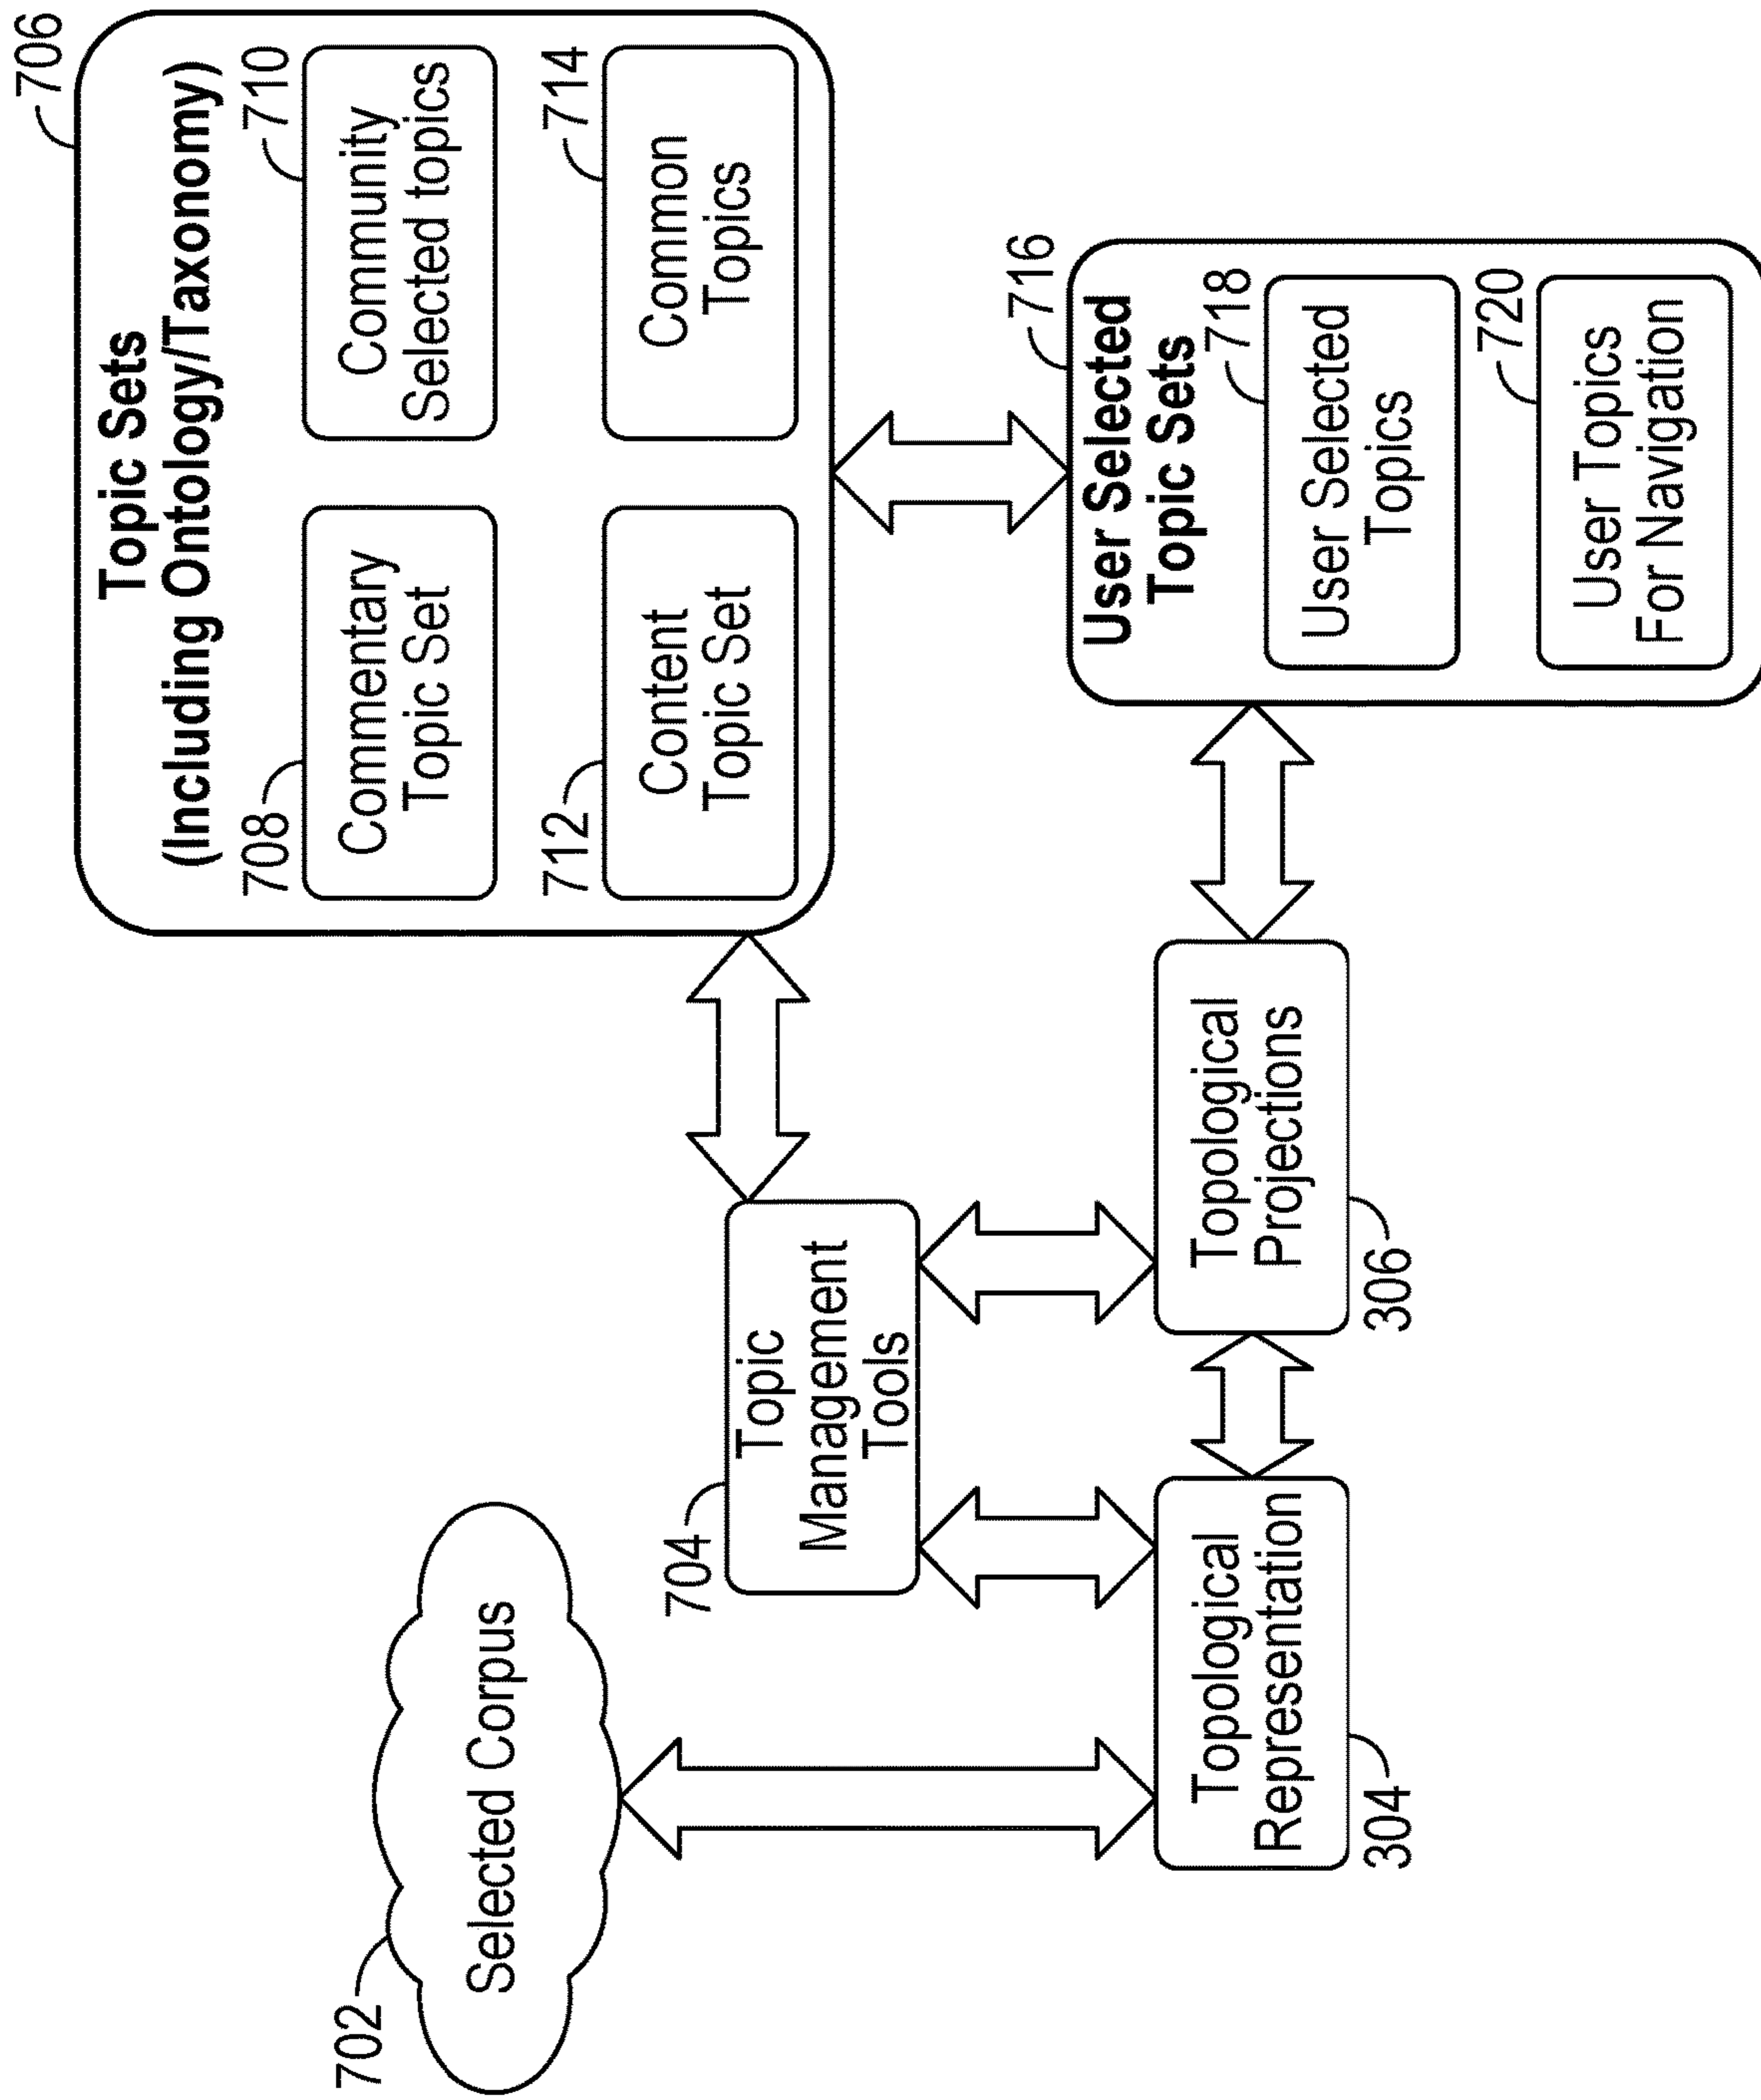 706
Topic Sets
(Including Ontology/Taxonomy)
708
Commentary
Topic Set
710
Community
Selected topics
712
Content
Topic Set
714
Common
Topics
702
Selected Corpus
704
Topic
Management
Tools
716
User Selected
Topic Sets
718
User Selected
Topics
720
User Topics
For Navigation
Topological
Representation
304
Topological
Projections
306